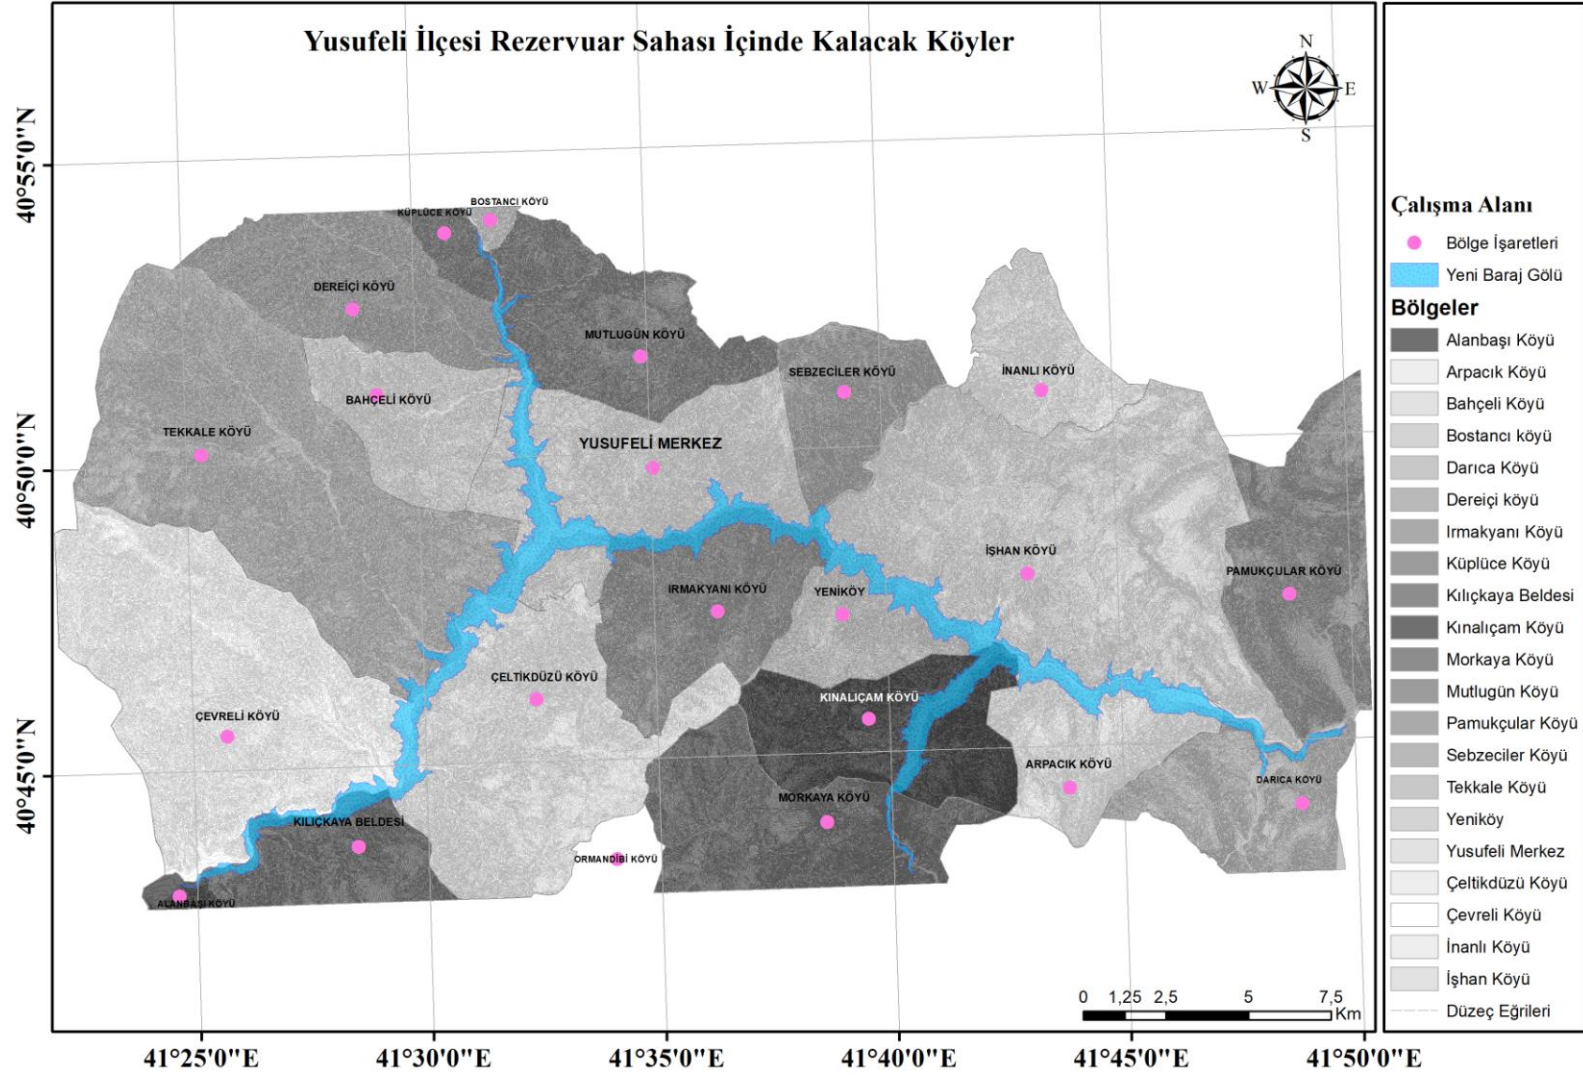 Yusufeli İlçesi Rezervuar Sahası İçinde Kalacak Köyler
N
W E
S
40°55'0"N
40°50'0"N
40°45'0"N
BOSTANCI KÖYÜ
KÜPLÜCE KÖYÜ
DEREİÇİ KÖYÜ
MUTLUGÜN KÖYÜ
SEBZECİLER KÖYÜ
İNANLI KÖYÜ
BAHÇELİ KÖYÜ
TEKKALE KÖYÜ
YUSUFELİ MERKEZ
İŞHAN KÖYÜ
PAMUKÇULAR KÖYÜ
IRMAKYANI KÖYÜ
YENİKÖY
ÇELTİKDÜZÜ KÖYÜ
KINALIÇAM KÖYÜ
ÇEVRELİ KÖYÜ
ARPACIK KÖYÜ
DARICA KÖYÜ
MORKAYA KÖYÜ
KILIÇKAYA BELDESİ
ORMANDİBİ KÖYÜ
ALANBAŞI KÖYÜ
0 1,25 2,5 5 7,5
Km
41°25'0"E 41°30'0"E 41°35'0"E 41°40'0"E 41°45'0"E 41°50'0"E
Çalışma Alanı
Bölge İşaretleri
Yeni Baraj Gölü
Bölgeler
Alanbaşı Köyü
Arpacık Köyü
Bahçeli Köyü
Bostancı köyü
Darıca Köyü
Dereiçi köyü
Irmakyanı Köyü
Küplüce Köyü
Kılıçkaya Beldesi
Kınalıçam Köyü
Morkaya Köyü
Mutlugün Köyü
Pamukçular Köyü
Sebzeciler Köyü
Tekkale Köyü
Yeniköy
Yusufeli Merkez
Çeltikdüzü Köyü
Çevreli Köyü
İnanlı Köyü
İşhan Köyü
Düzeç Eğrileri